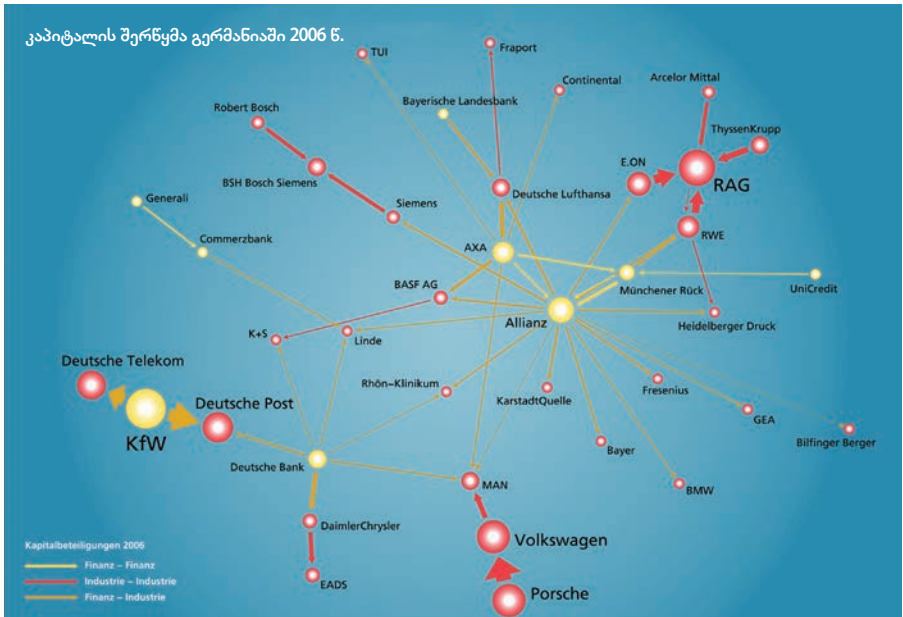 კაპიტალის შერწყმა გერმანიაში 2006 წ.
TUI
Fraport
Continental
Arcelor Mittal
Bayerische Landesbank
Robert Bosch
ThyssenKrupp
E.ON
BSH Bosch Siemens
RAG
Deutsche Lufthansa
Generali
Siemens
Commerzbank
RWE
AXA
BASF AG
Münchener Rück
UniCredit
Allianz
Heidelberger Druck
K+S
Linde
Deutsche Telekom
Rhön-Klinikum
KarstadtQuelle
Fresenius
Deutsche Post
GEA
KfW
Bilfinger Berger
Bayer
Deutsche Bank
MAN
BMW
DaimlerChrysler
Volkswagen
Kapitalbeteiligungen 2006
Finanz – Finanz
Industrie – Industrie
EADS
Finanz – Industrie
Porsche